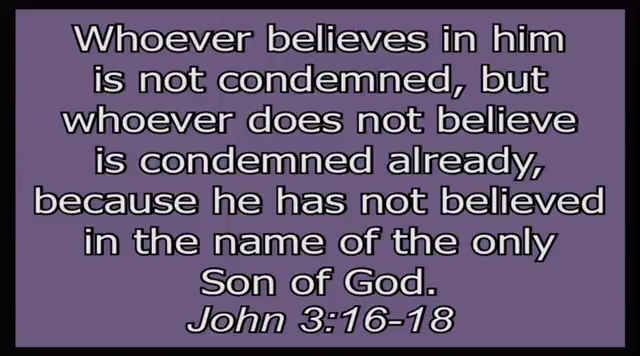 Whoever believes in him
is not condemned, but
whoever does not believe
is condemned already,
because he has not believed
in the name of the only
Son of God.
John 3:16-18